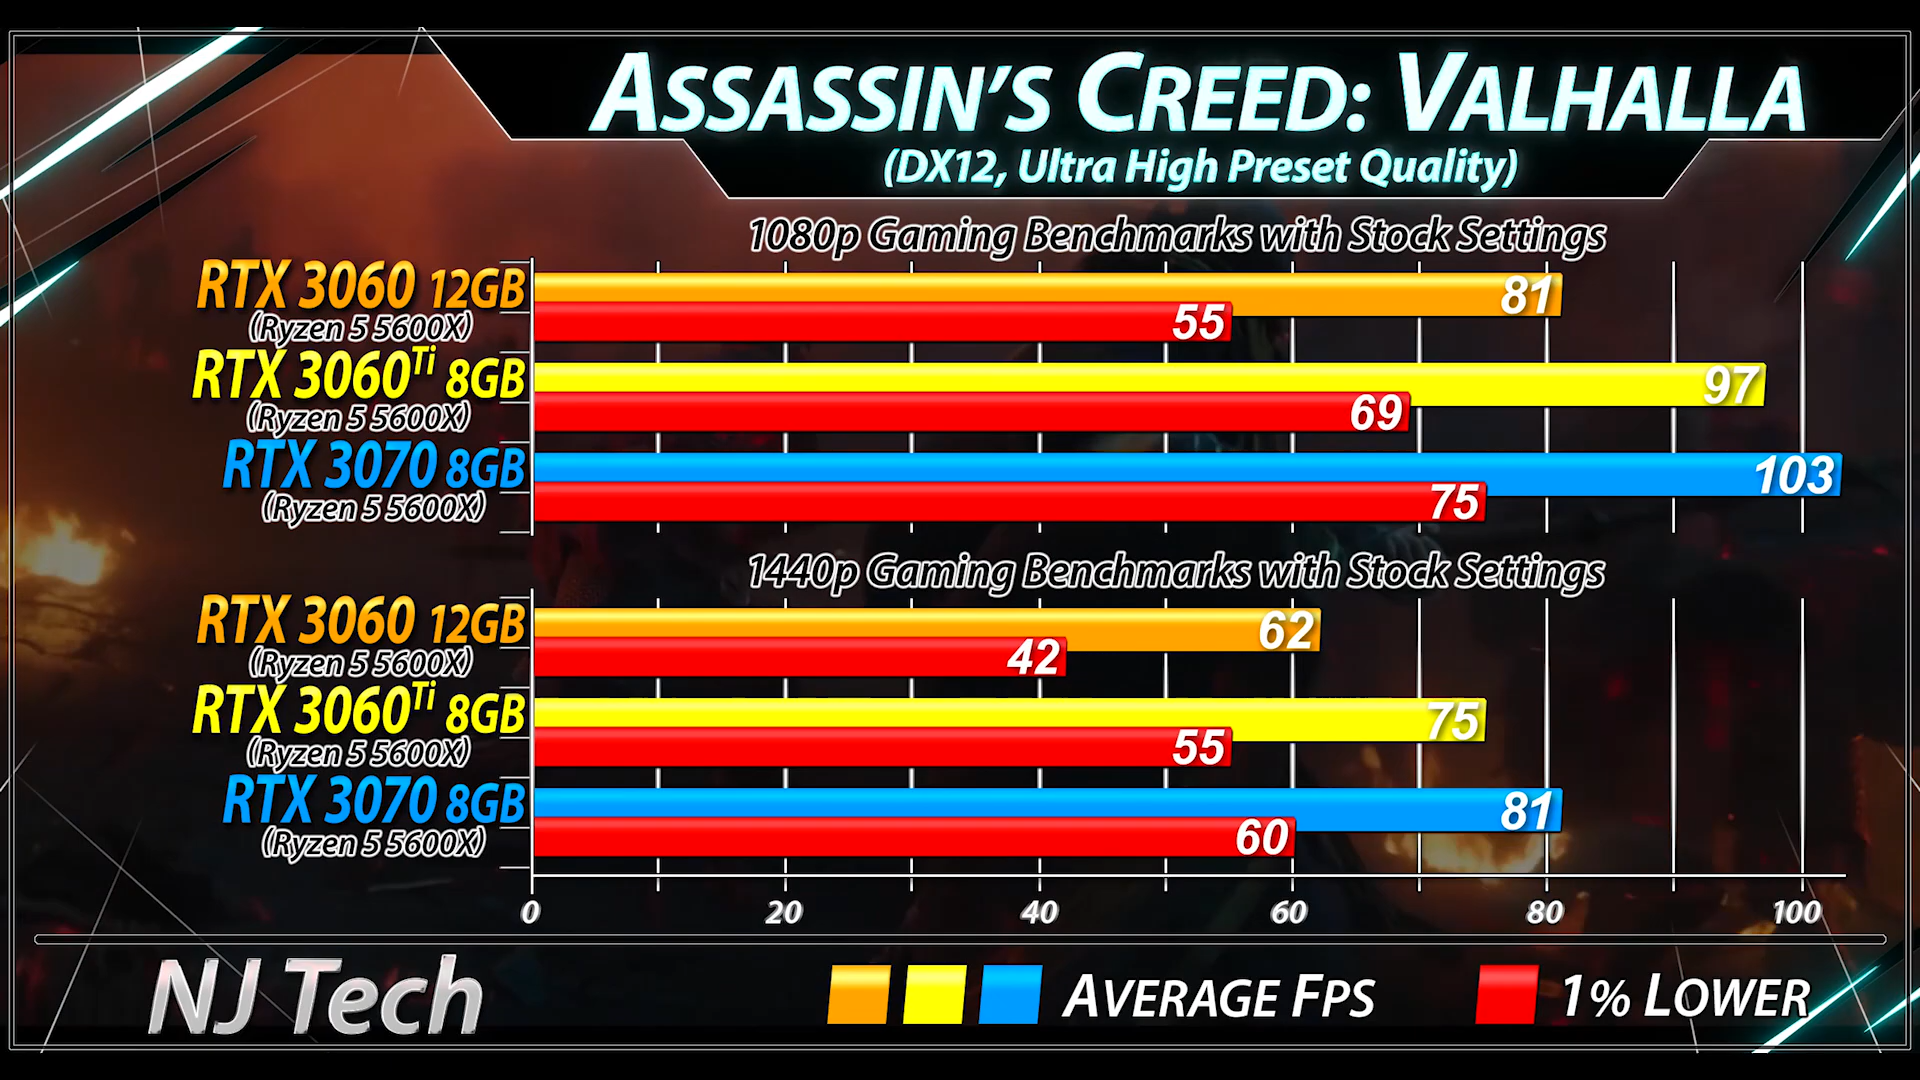 ASSASSIN'S CREED: VALHALLA
(DX12, Ultra High Preset Quality)
1080p Gaming Benchmarks with Stock Settings
RTX 3060 12GB
81
(Ryzen 5 5600X)
55
RTX 3060Ti 8GB
97
(Ryzen 5 5600X)
69
RTX 3070 8GB
103
(Ryzen 5 5600X)
75
1440p Gaming Benchmarks with Stock Settings
RTX 3060 12GB
62
(Ryzen 5 5600X)
42
RTX 3060Ti 8GB
75
(Ryzen 5 5600X)
55
RTX 3070 8GB
81
(Ryzen 5 5600X)
60
0 20 40 60 80 100
NJ Tech
AVERAGE FPS
1% LOWER